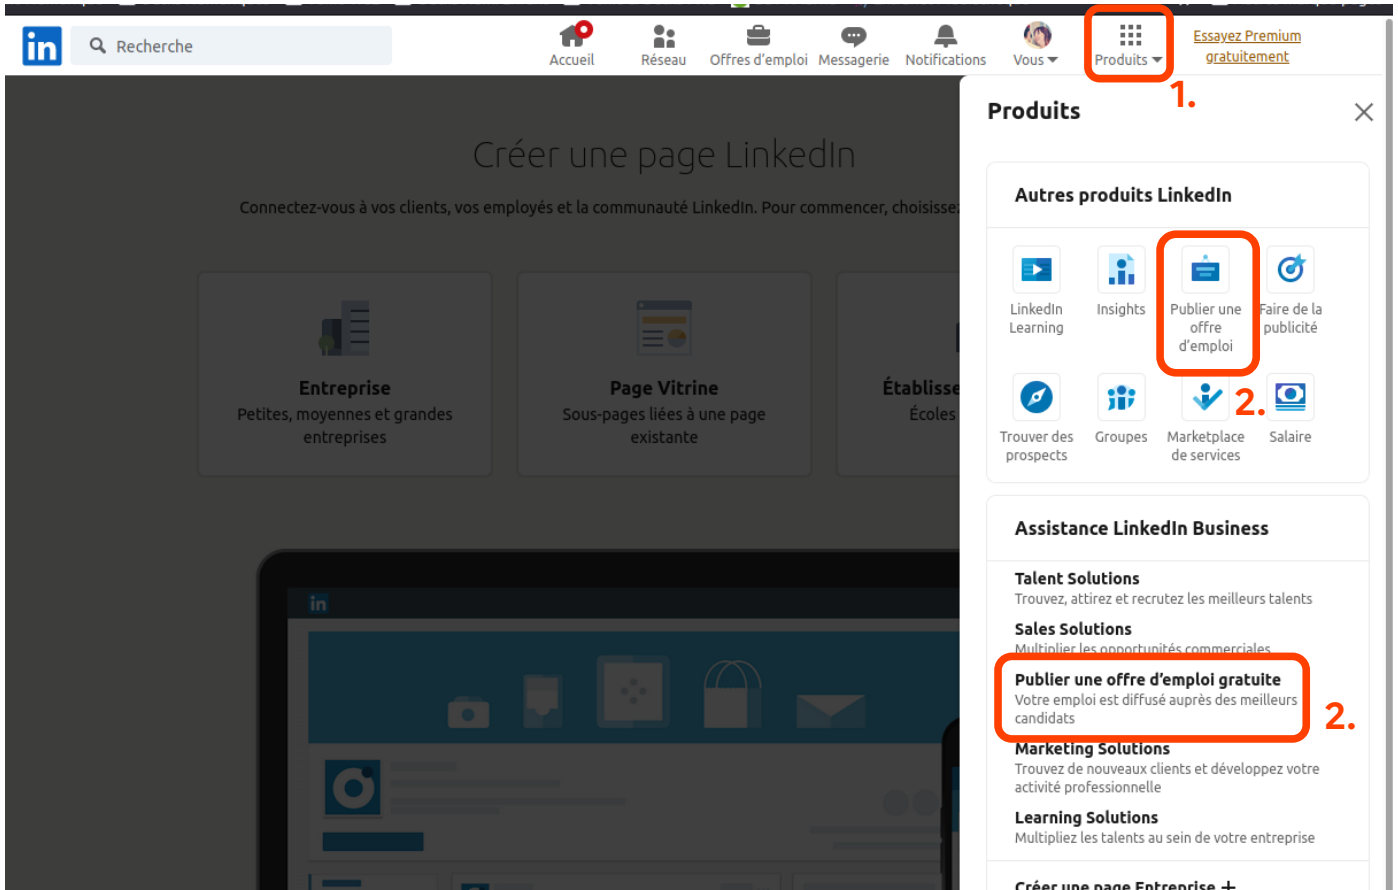 in
Recherche
Accueil
Réseau
Offres d'emploi
Messagerie
Notifications
Vous
Produits
Essayez Premium
gratuitement
1.
Produits
Créer une page LinkedIn
Connectez-vous à vos clients, vos employés et la communauté LinkedIn. Pour commencer,
Entreprise
Petites, moyennes et grandes
entreprises
Page Vitrine
Sous-pages liées à une page
existante
Écoles
in
Autres produits LinkedIn
LinkedIn
Learning
Insights
Publier une
offre
d'emploi
Faire de la
publicité
2.
Trouver des
prospects
Groupes
Marketplace
de services
Salaire
Assistance LinkedIn Business
Talent Solutions
Trouvez, attirez et recrutez les meilleurs talents
Sales Solutions
Multiplier les opportunités commerciales
Publier une offre d'emploi gratuite
Votre emploi est diffusé auprès des meilleurs
candidats
2.
Marketing Solutions
Trouvez de nouveaux clients et développez votre
activité professionnelle
Learning Solutions
Multipliez les talents au sein de votre entreprise
Créer une page Entreprise +